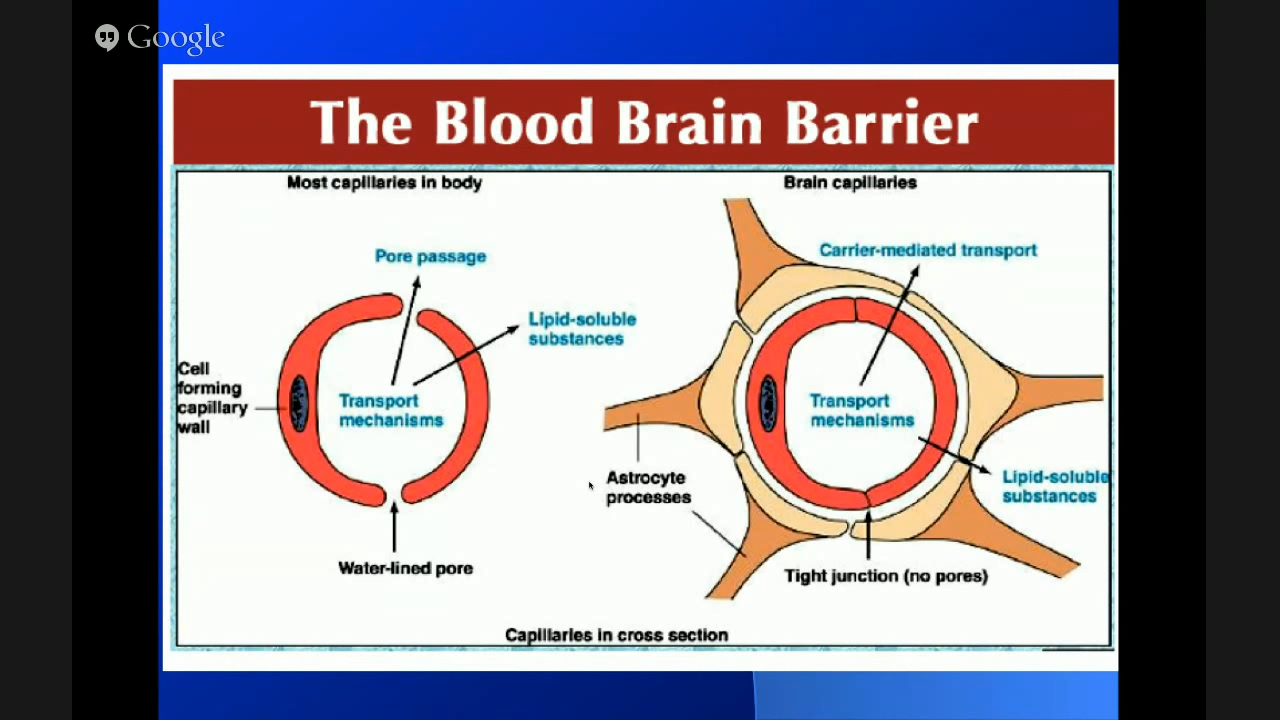 Google
The Blood Brain Barrier
Most capillaries in body
Brain capillaries
Pore passage
Lipid-soluble
substances
Cell
forming
capillary
wall
Transport
mechanisms
Water-lined pore
Carrier-mediated transport
Transport
mechanisms
Astrocyte
processes
Lipid-soluble
substances
Tight junction (no pores)
Capillaries in cross section